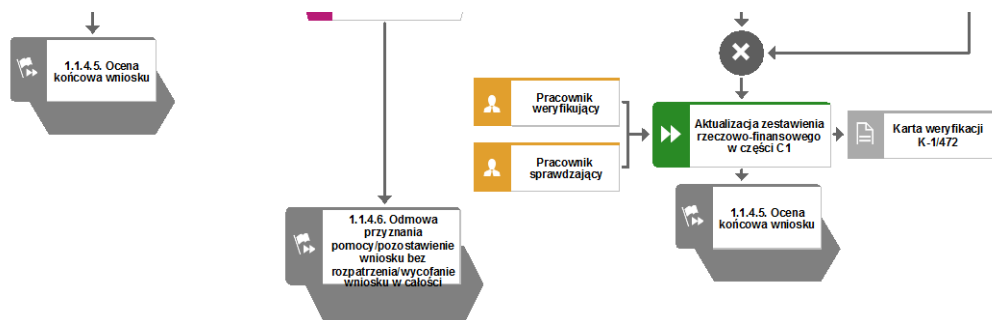 1.1.4.5. Ocena
końcowa wniosku
Pracownik
weryfikujący
Aktualizacja zestawienia
rzeczowo-finansowego
w części C1
Karta weryfikacji
K-1/472
Pracownik
sprawdzający
1.1.4.6. Odmowa
przyznania
pomocy/pozostawienie
wniosku bez
rozpatrzenia/wycofanie
wniosku w całości
1.1.4.5. Ocena
końcowa wniosku